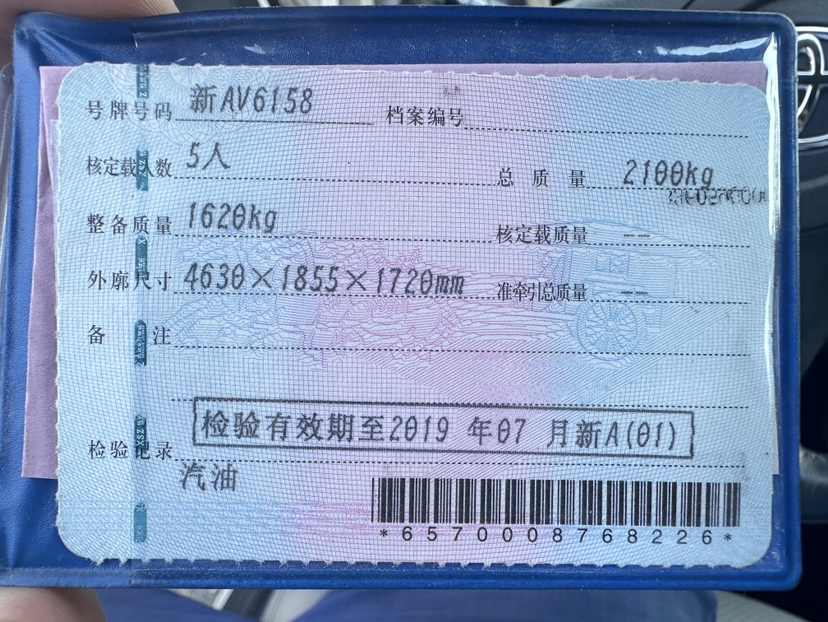 号牌号码 新AV6158 档案编号
核定载人数 5人 总质量 2100kg
整备质量 1620kg 核定载质量 --
外廓尺寸 4630×1855×1720mm 准牵引总质量 --
备注
检验有效期至2019年07月新A(01)
检验记录
汽油
*6570008768226*